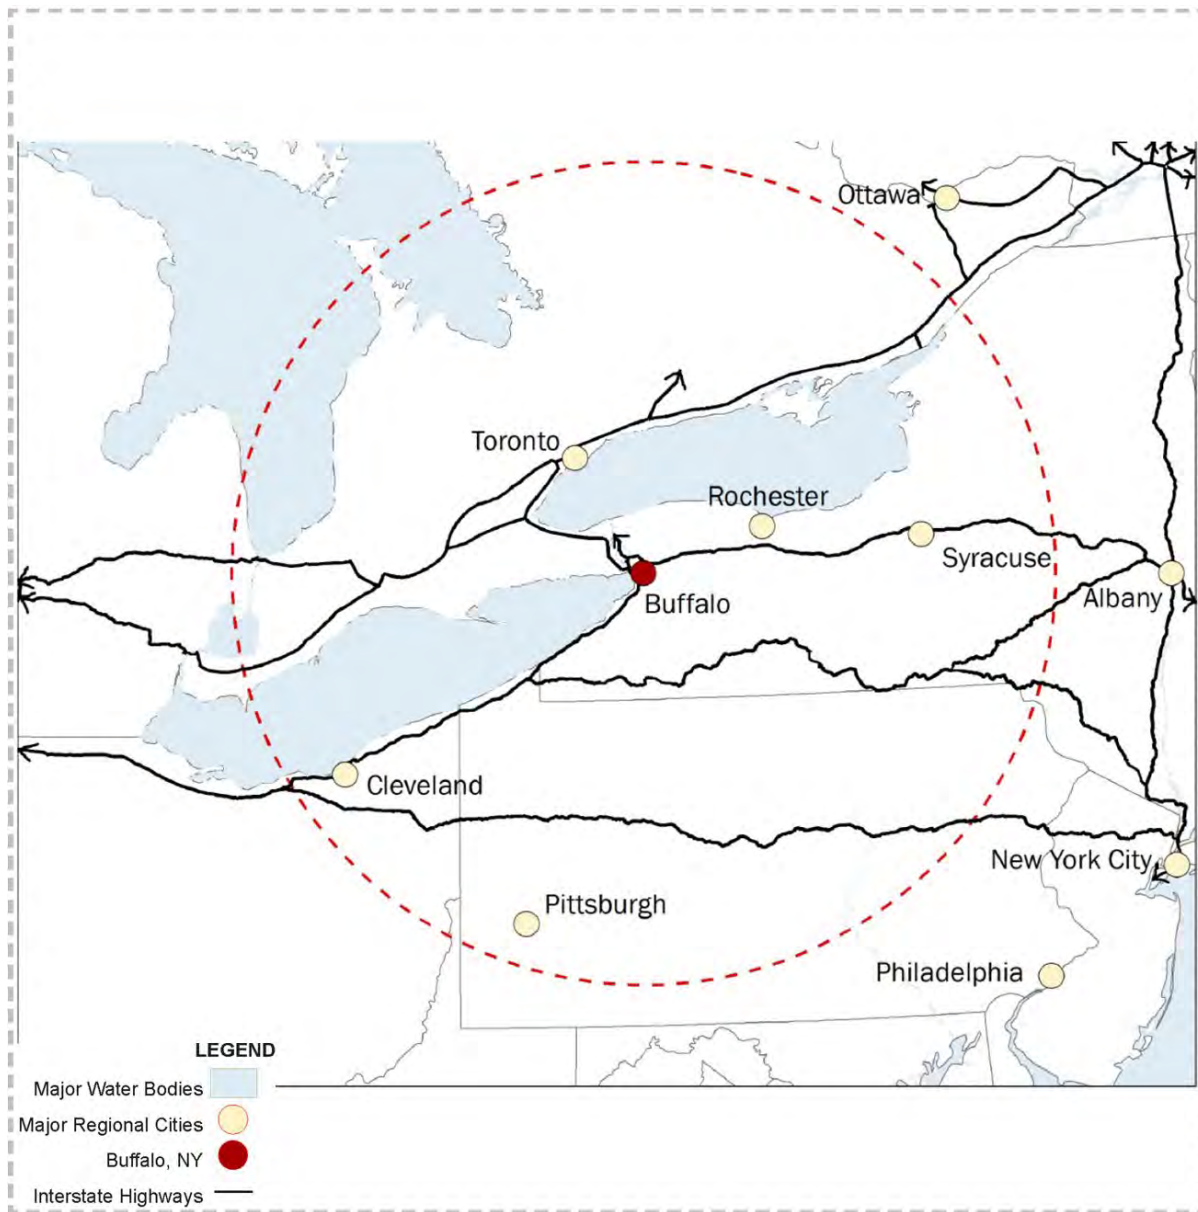 Ottawa
Toronto
Rochester
Syracuse
Buffalo
Albany
Cleveland
New York City
Pittsburgh
Philadelphia
LEGEND
Major Water Bodies
Major Regional Cities
Buffalo, NY
Interstate Highways